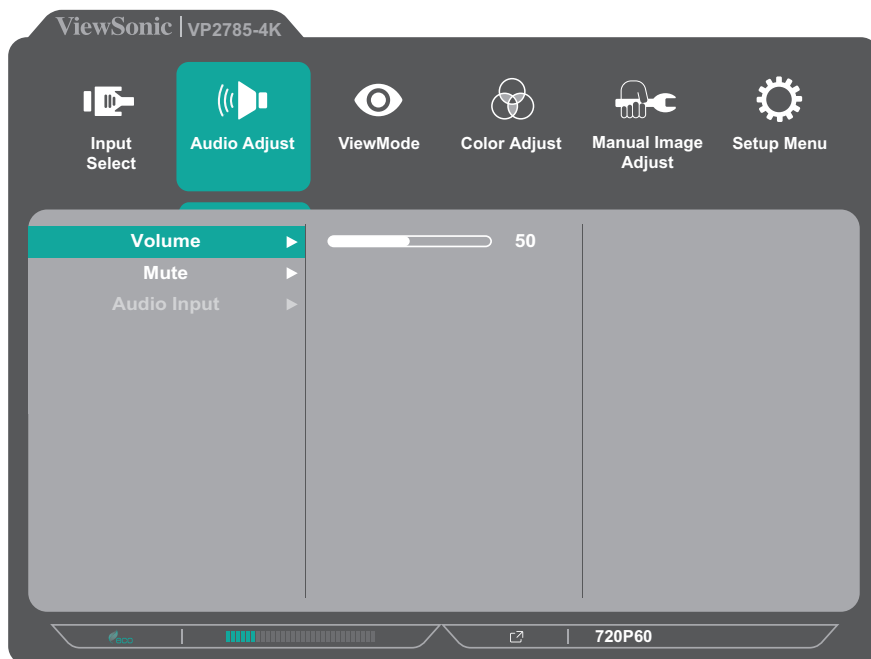 ViewSonic | VP2785-4K
Input
Select
Audio Adjust
ViewMode
Color Adjust
Manual Image
Adjust
Setup Menu
Volume
50
Mute
Audio Input
eco
720P60